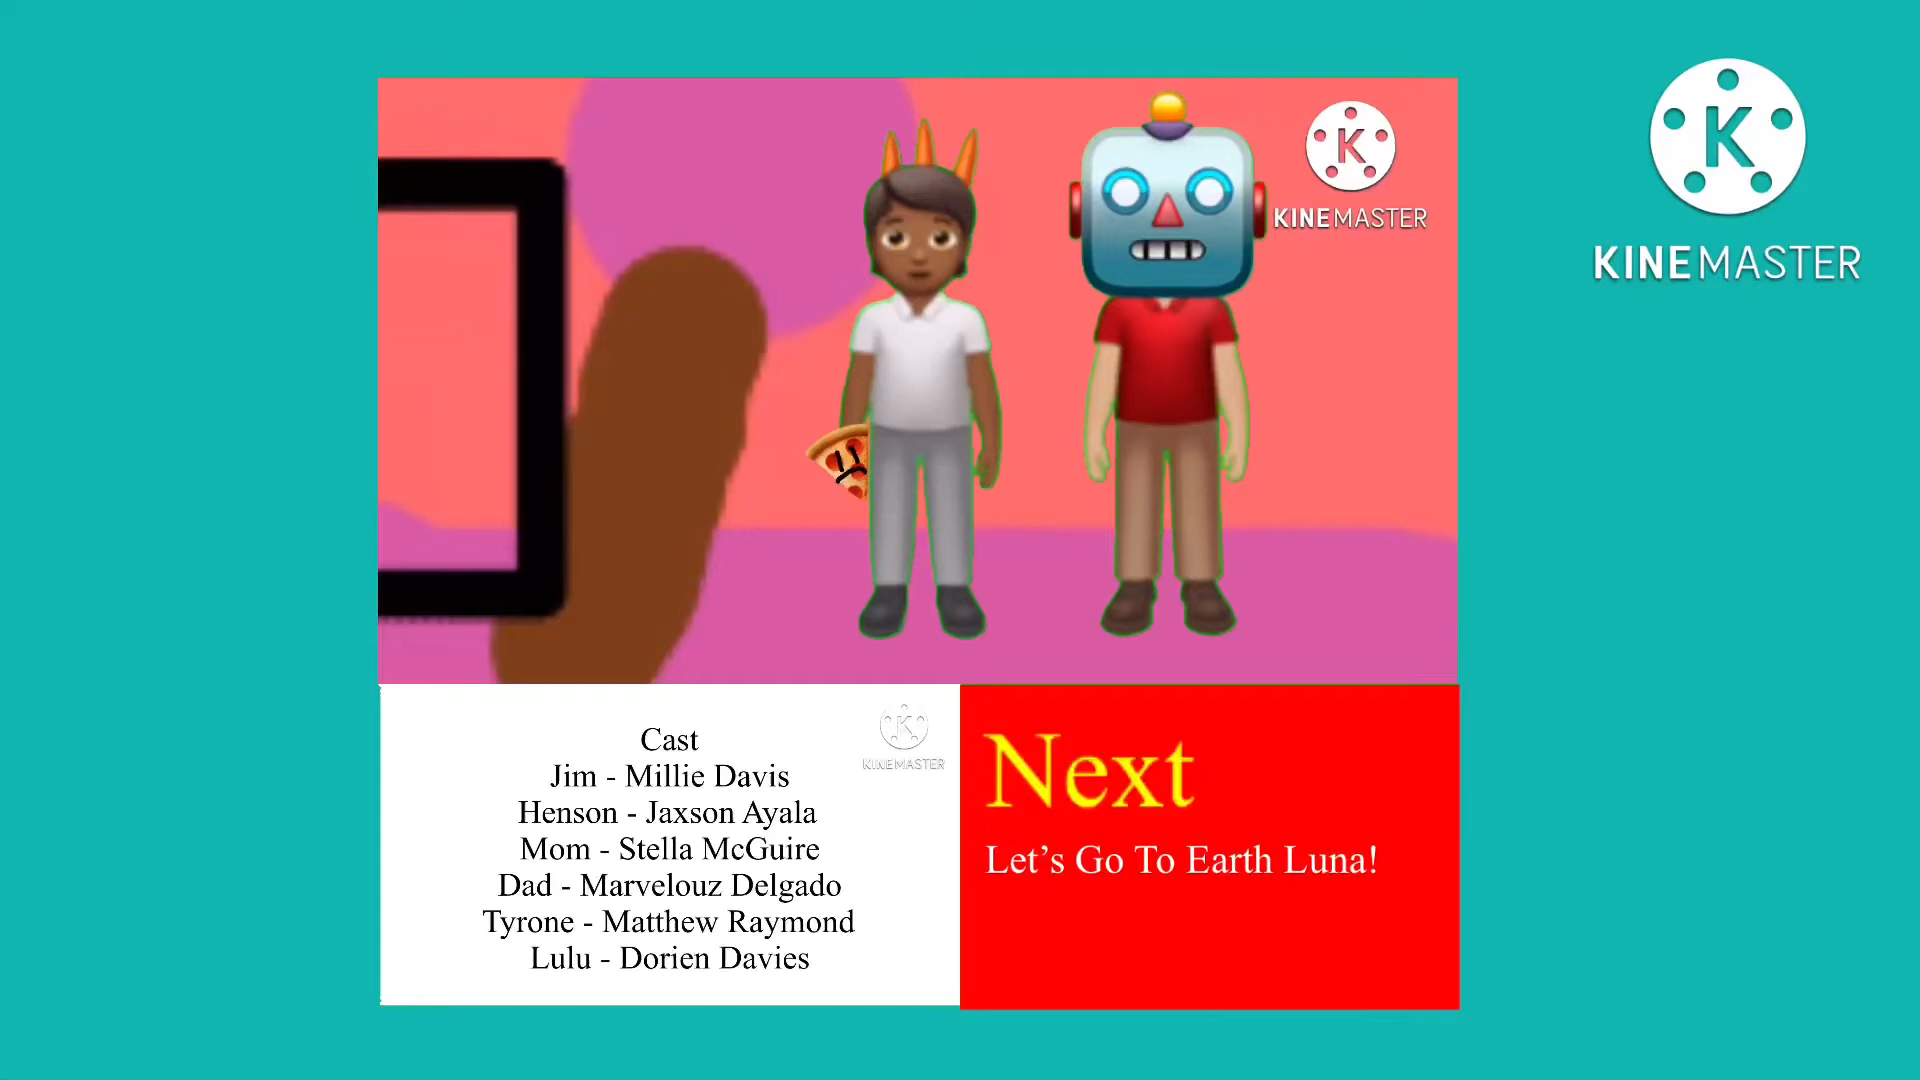 K
KINEMASTER
K
KINEMASTER
Cast
Jim - Millie Davis
Henson - Jaxson Ayala
Mom - Stella McGuire
Dad - Marvelouz Delgado
Tyrone - Matthew Raymond
Lulu - Dorien Davies
K
KINEMASTER
Next
Let’s Go To Earth Luna!